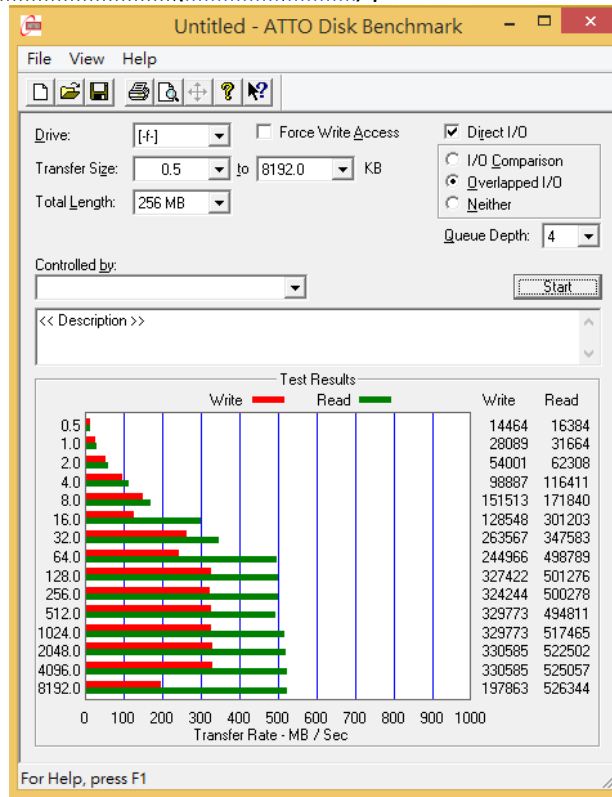 Untitled - ATTO Disk Benchmark
File View Help
Drive: [-f-] Force Write Access Direct I/O
Transfer Size: 0.5 to 8192.0 KB I/O Comparison
Overlapped I/O
Total Length: 256 MB Neither
Queue Depth: 4
Controlled by:
Start
<< Description >>
Test Results
Write Read Write Read
0.5 14464 16384
1.0 28089 31664
2.0 54001 62308
4.0 98887 116411
8.0 151513 171840
16.0 128548 301203
32.0 263567 347583
64.0 244966 498789
128.0 327422 501276
256.0 324244 500278
512.0 329773 494811
1024.0 329773 517465
2048.0 330585 522502
4096.0 330585 525057
8192.0 197863 526344
0 100 200 300 400 500 600 700 800 900 1000
Transfer Rate - MB / Sec
For Help, press F1